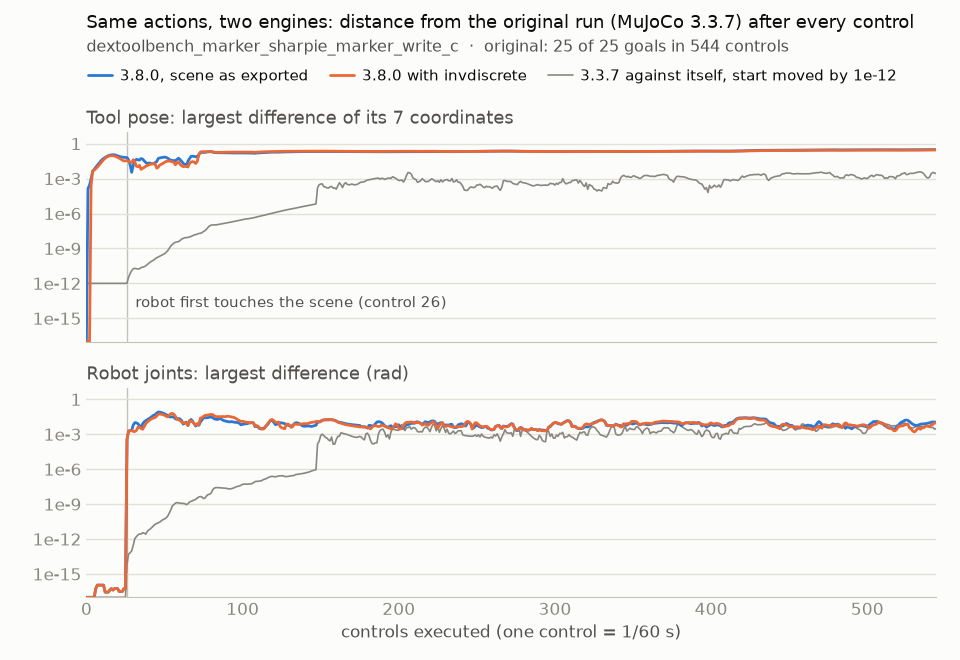 Same actions, two engines: distance from the original run (MuJoCo 3.3.7) after every control
dextoolbench_marker_sharpie_marker_write_c · original: 25 of 25 goals in 544 controls
3.8.0, scene as exported
3.8.0 with invdiscrete
3.3.7 against itself, start moved by 1e-12
Tool pose: largest difference of its 7 coordinates
1
1e-3
1e-6
1e-9
1e-12
1e-15
robot first touches the scene (control 26)
Robot joints: largest difference (rad)
1
1e-3
1e-6
1e-9
1e-12
1e-15
0 100 200 300 400 500
controls executed (one control = 1/60 s)